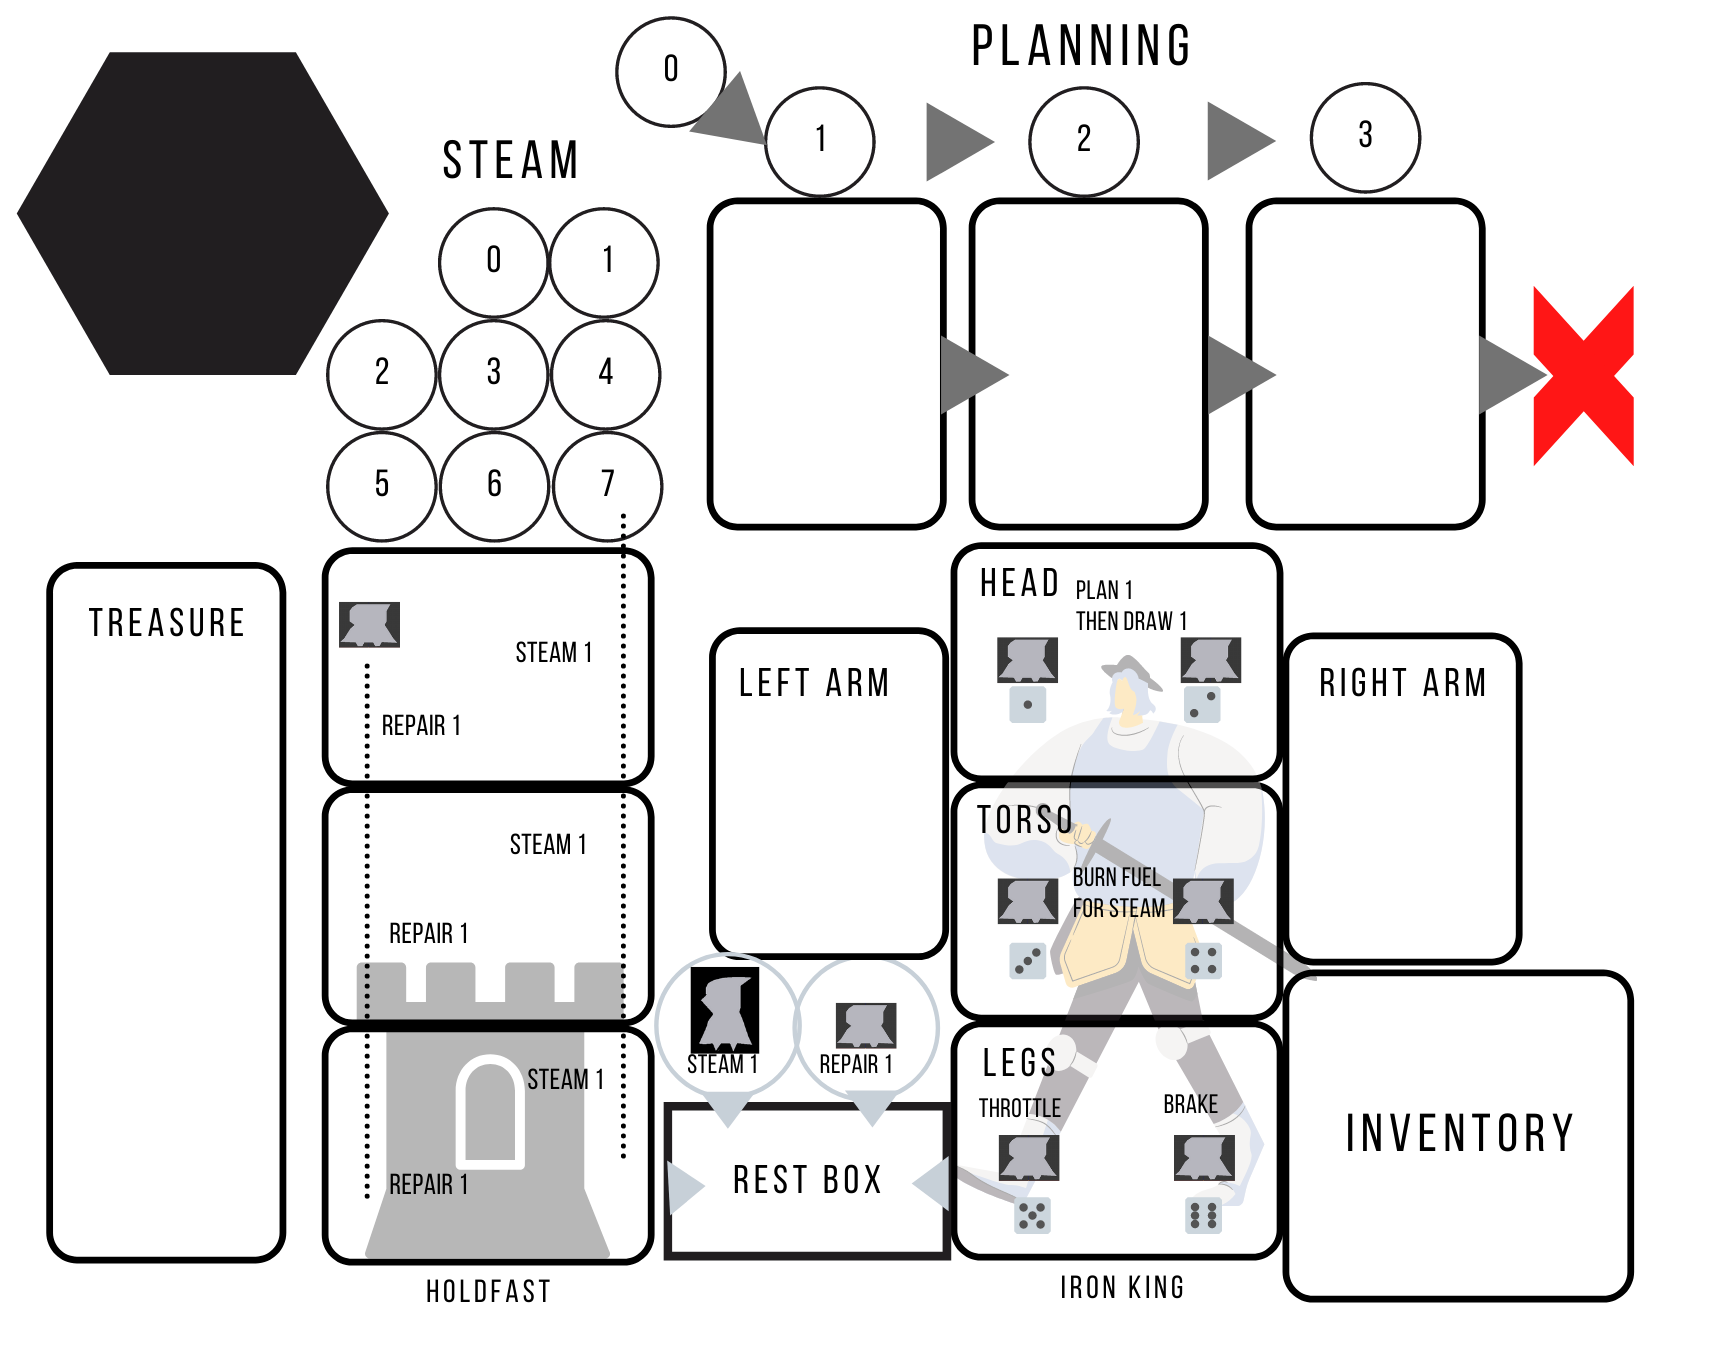 PLANNING
0
1
2
3
STEAM
0
1
2
3
4
5
6
7
TREASURE
STEAM 1
REPAIR 1
STEAM 1
REPAIR 1
STEAM 1
REPAIR 1
HOLDFAST
LEFT ARM
STEAM 1
REPAIR 1
REST BOX
HEAD
PLAN 1
THEN DRAW 1
TORSO
BURN FUEL
FOR STEAM
LEGS
THROTTLE
BRAKE
IRON KING
RIGHT ARM
INVENTORY